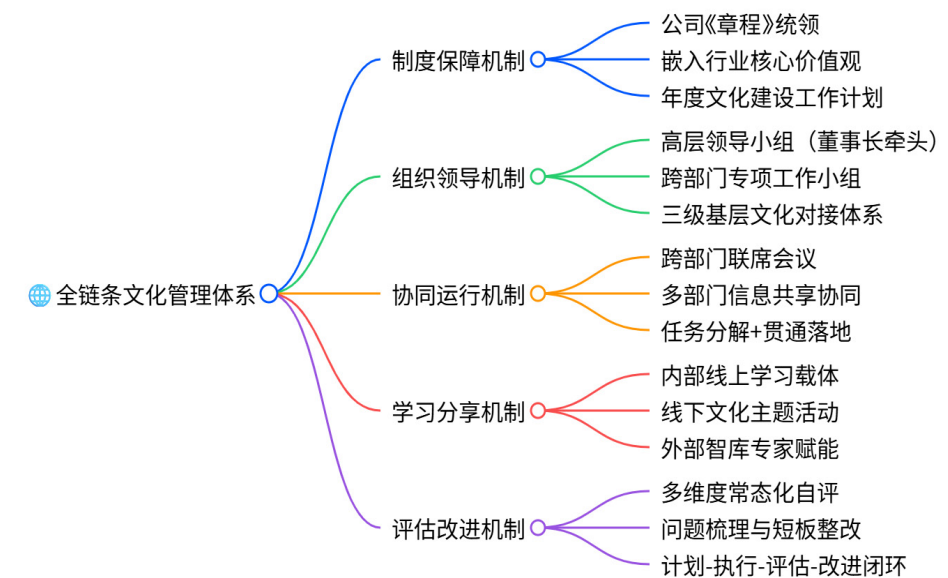 🌐 全链条文化管理体系
制度保障机制
公司《章程》统领
嵌入行业核心价值观
年度文化建设工作计划
组织领导机制
高层领导小组（董事长牵头）
跨部门专项工作小组
三级基层文化对接体系
协同运行机制
跨部门联席会议
多部门信息共享协同
任务分解+贯通落地
学习分享机制
内部线上学习载体
线下文化主题活动
外部智库专家赋能
评估改进机制
多维度常态化自评
问题梳理与短板整改
计划-执行-评估-改进闭环